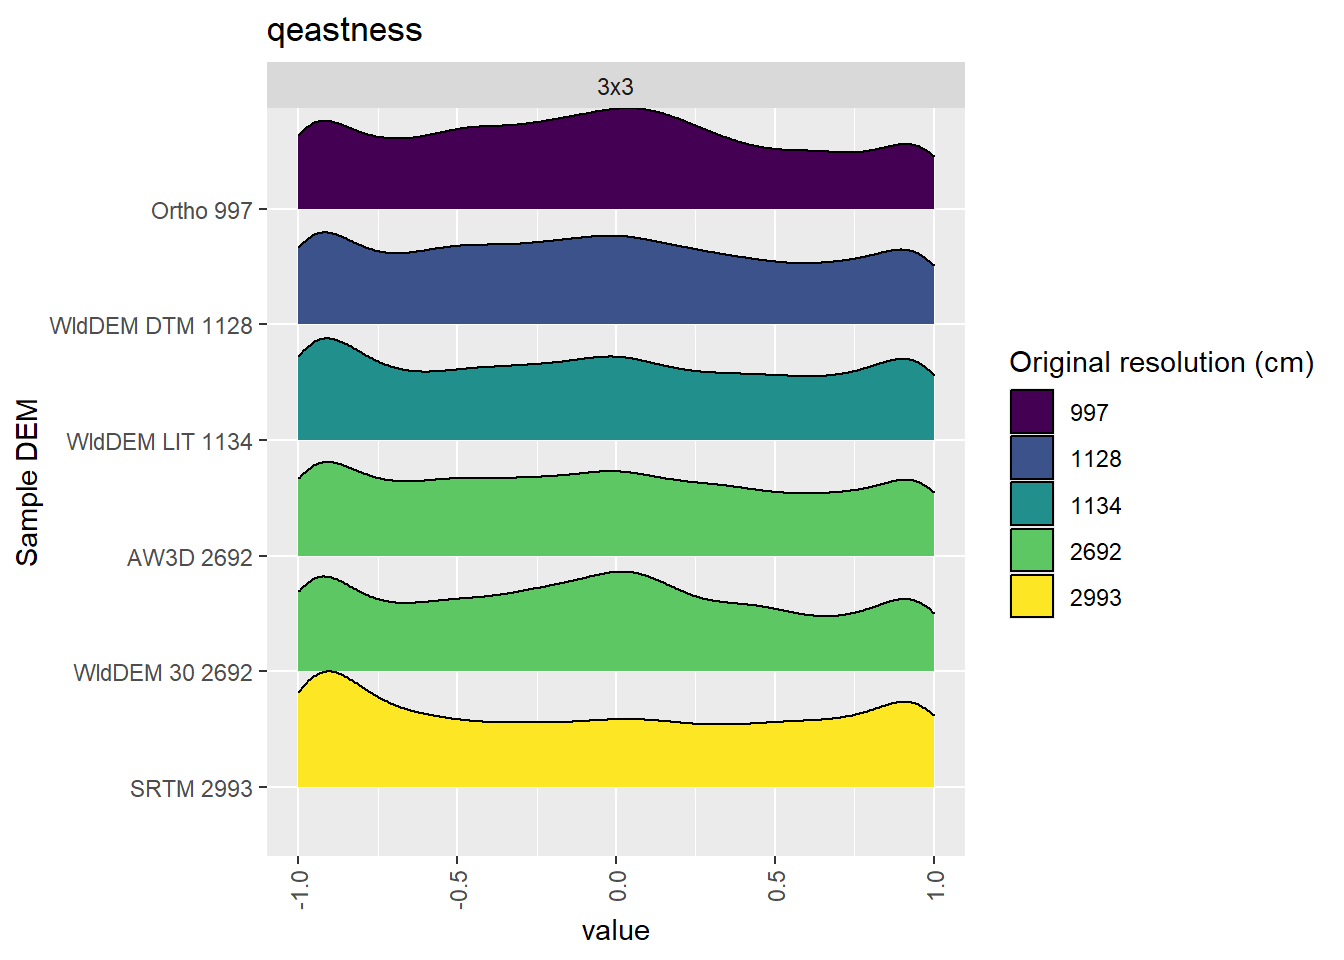 qeastness
3x3
Sample DEM
Ortho 997
WldDEM DTM 1128
WldDEM LIT 1134
AW3D 2692
WldDEM 30 2692
SRTM 2993
-1.0
-0.5
0.0
0.5
1.0
value
Original resolution (cm)
997
1128
1134
2692
2993